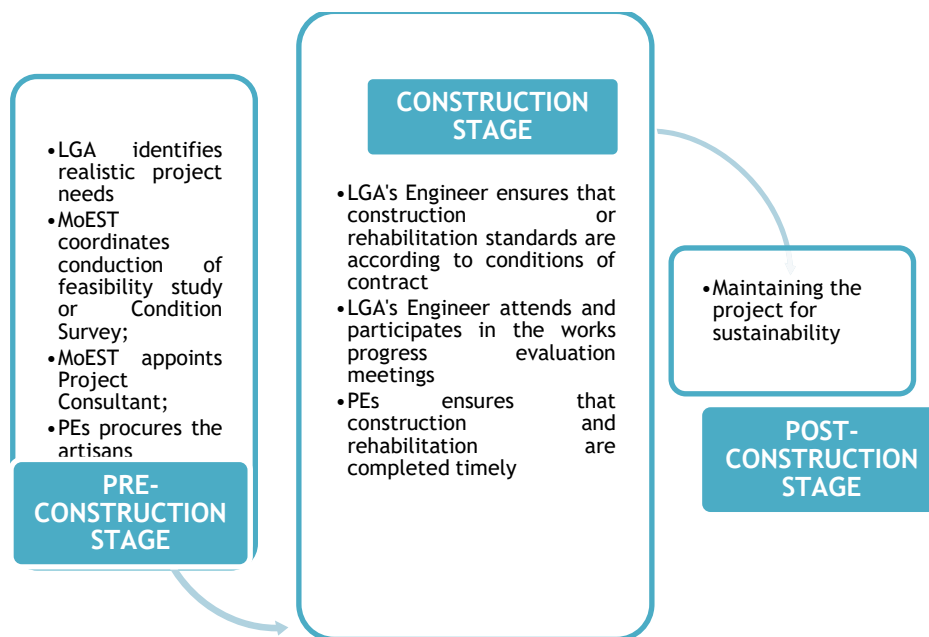 •LGA identifies
realistic project
needs
•MoEST
coordinates
conduction of
feasibility study
or Condition
Survey;
•MoEST appoints
Project
Consultant;
•PEs procures the
artisans
PRE-
CONSTRUCTION
STAGE
CONSTRUCTION
STAGE
•LGA's Engineer ensures that
construction or
rehabilitation standards are
according to conditions of
contract
•LGA's Engineer attends and
participates in the works
progress evaluation
meetings
•PEs ensures that
construction and
rehabilitation are
completed timely
•Maintaining the
project for
sustainability
POST-
CONSTRUCTION
STAGE